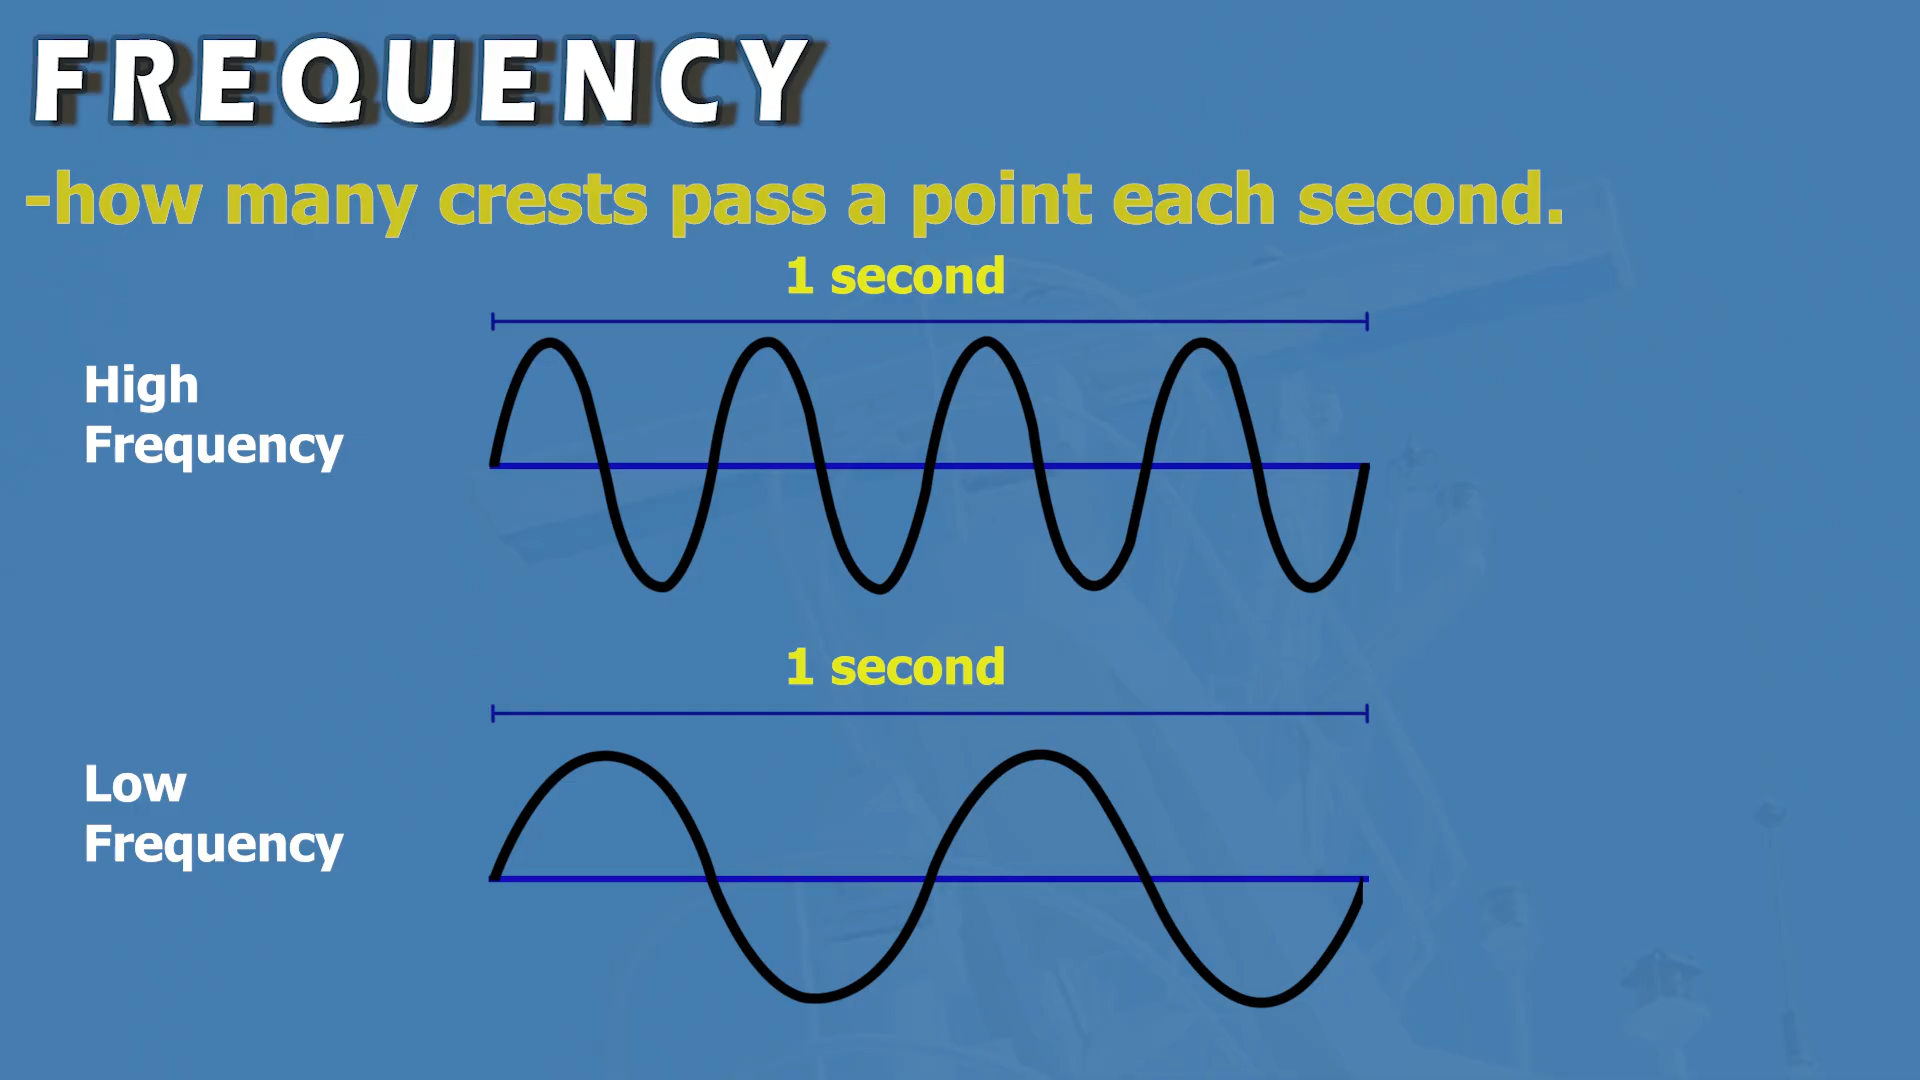 FREQUENCY
-how many crests pass a point each second.
1 second
High
Frequency
1 second
Low
Frequency